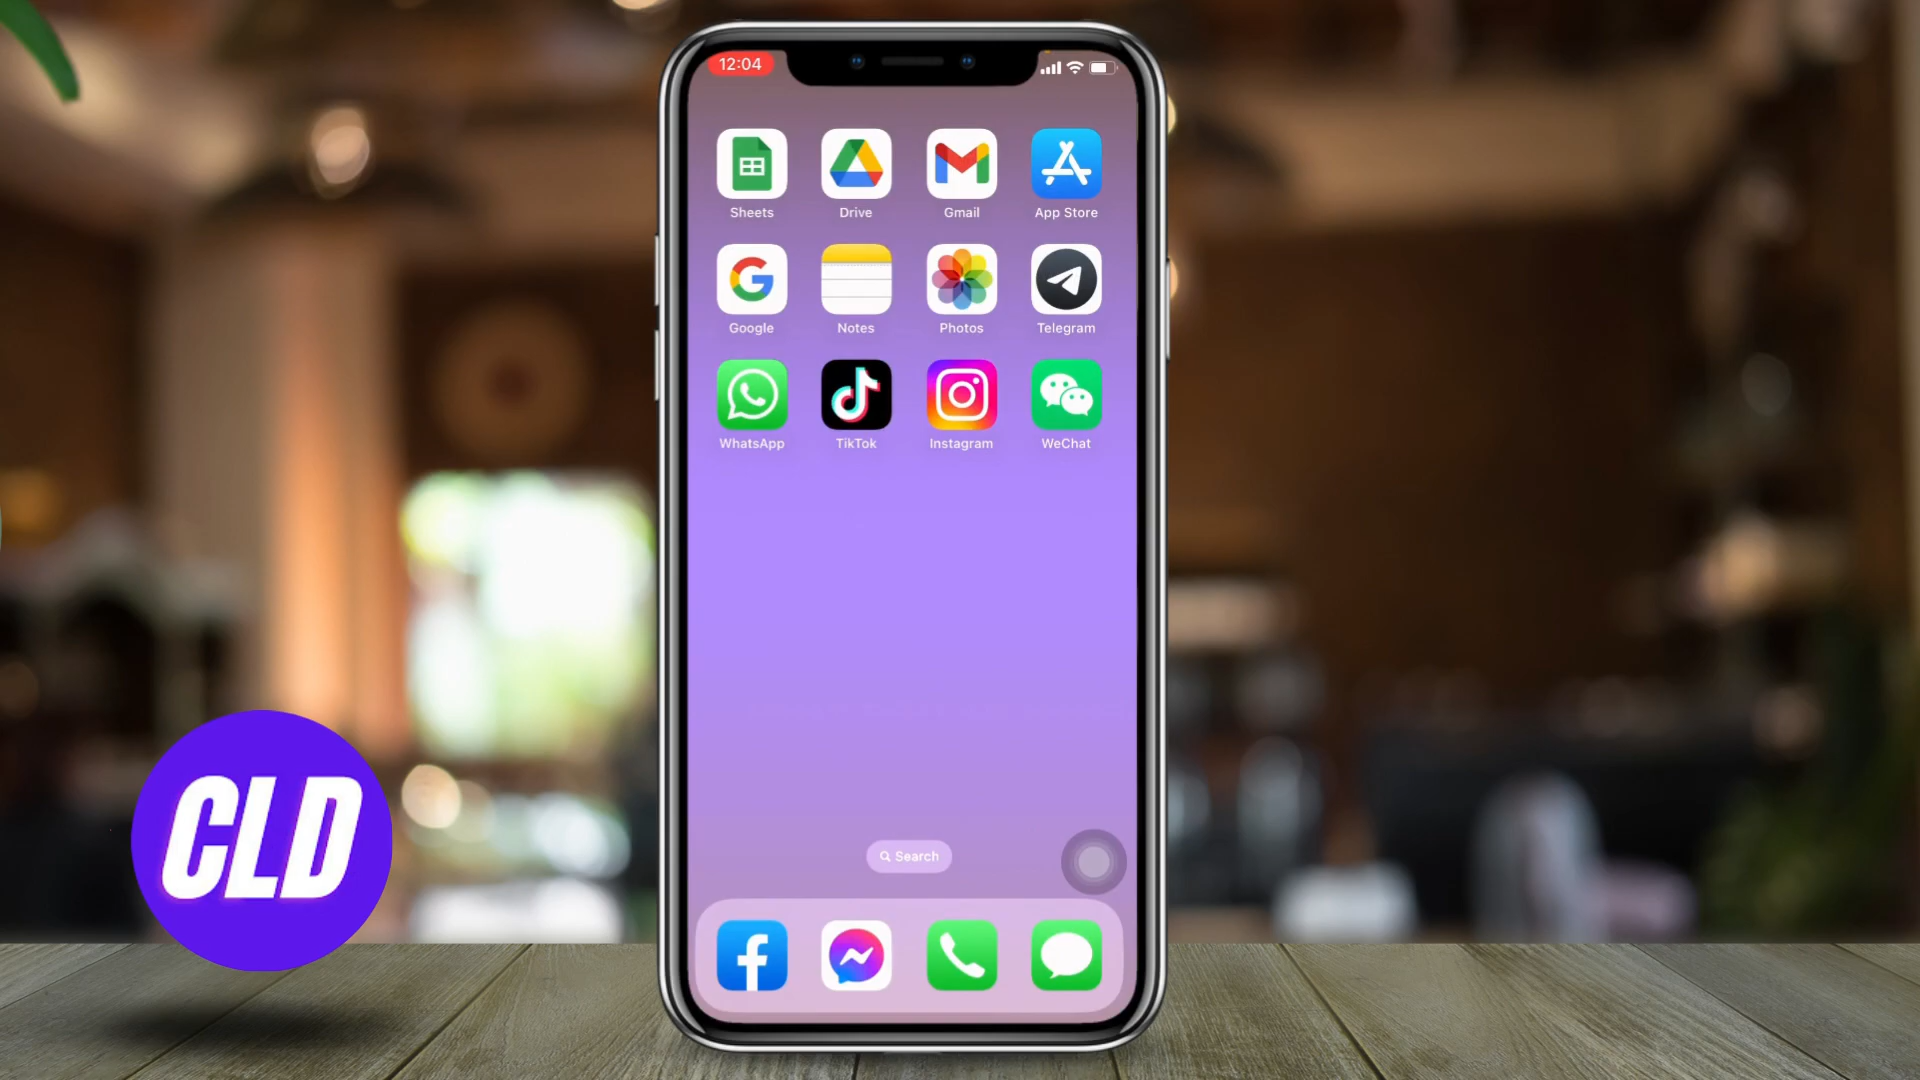 12:04
Sheets Drive Gmail App Store
Google Notes Photos Telegram
WhatsApp TikTok Instagram WeChat
Search
CLD